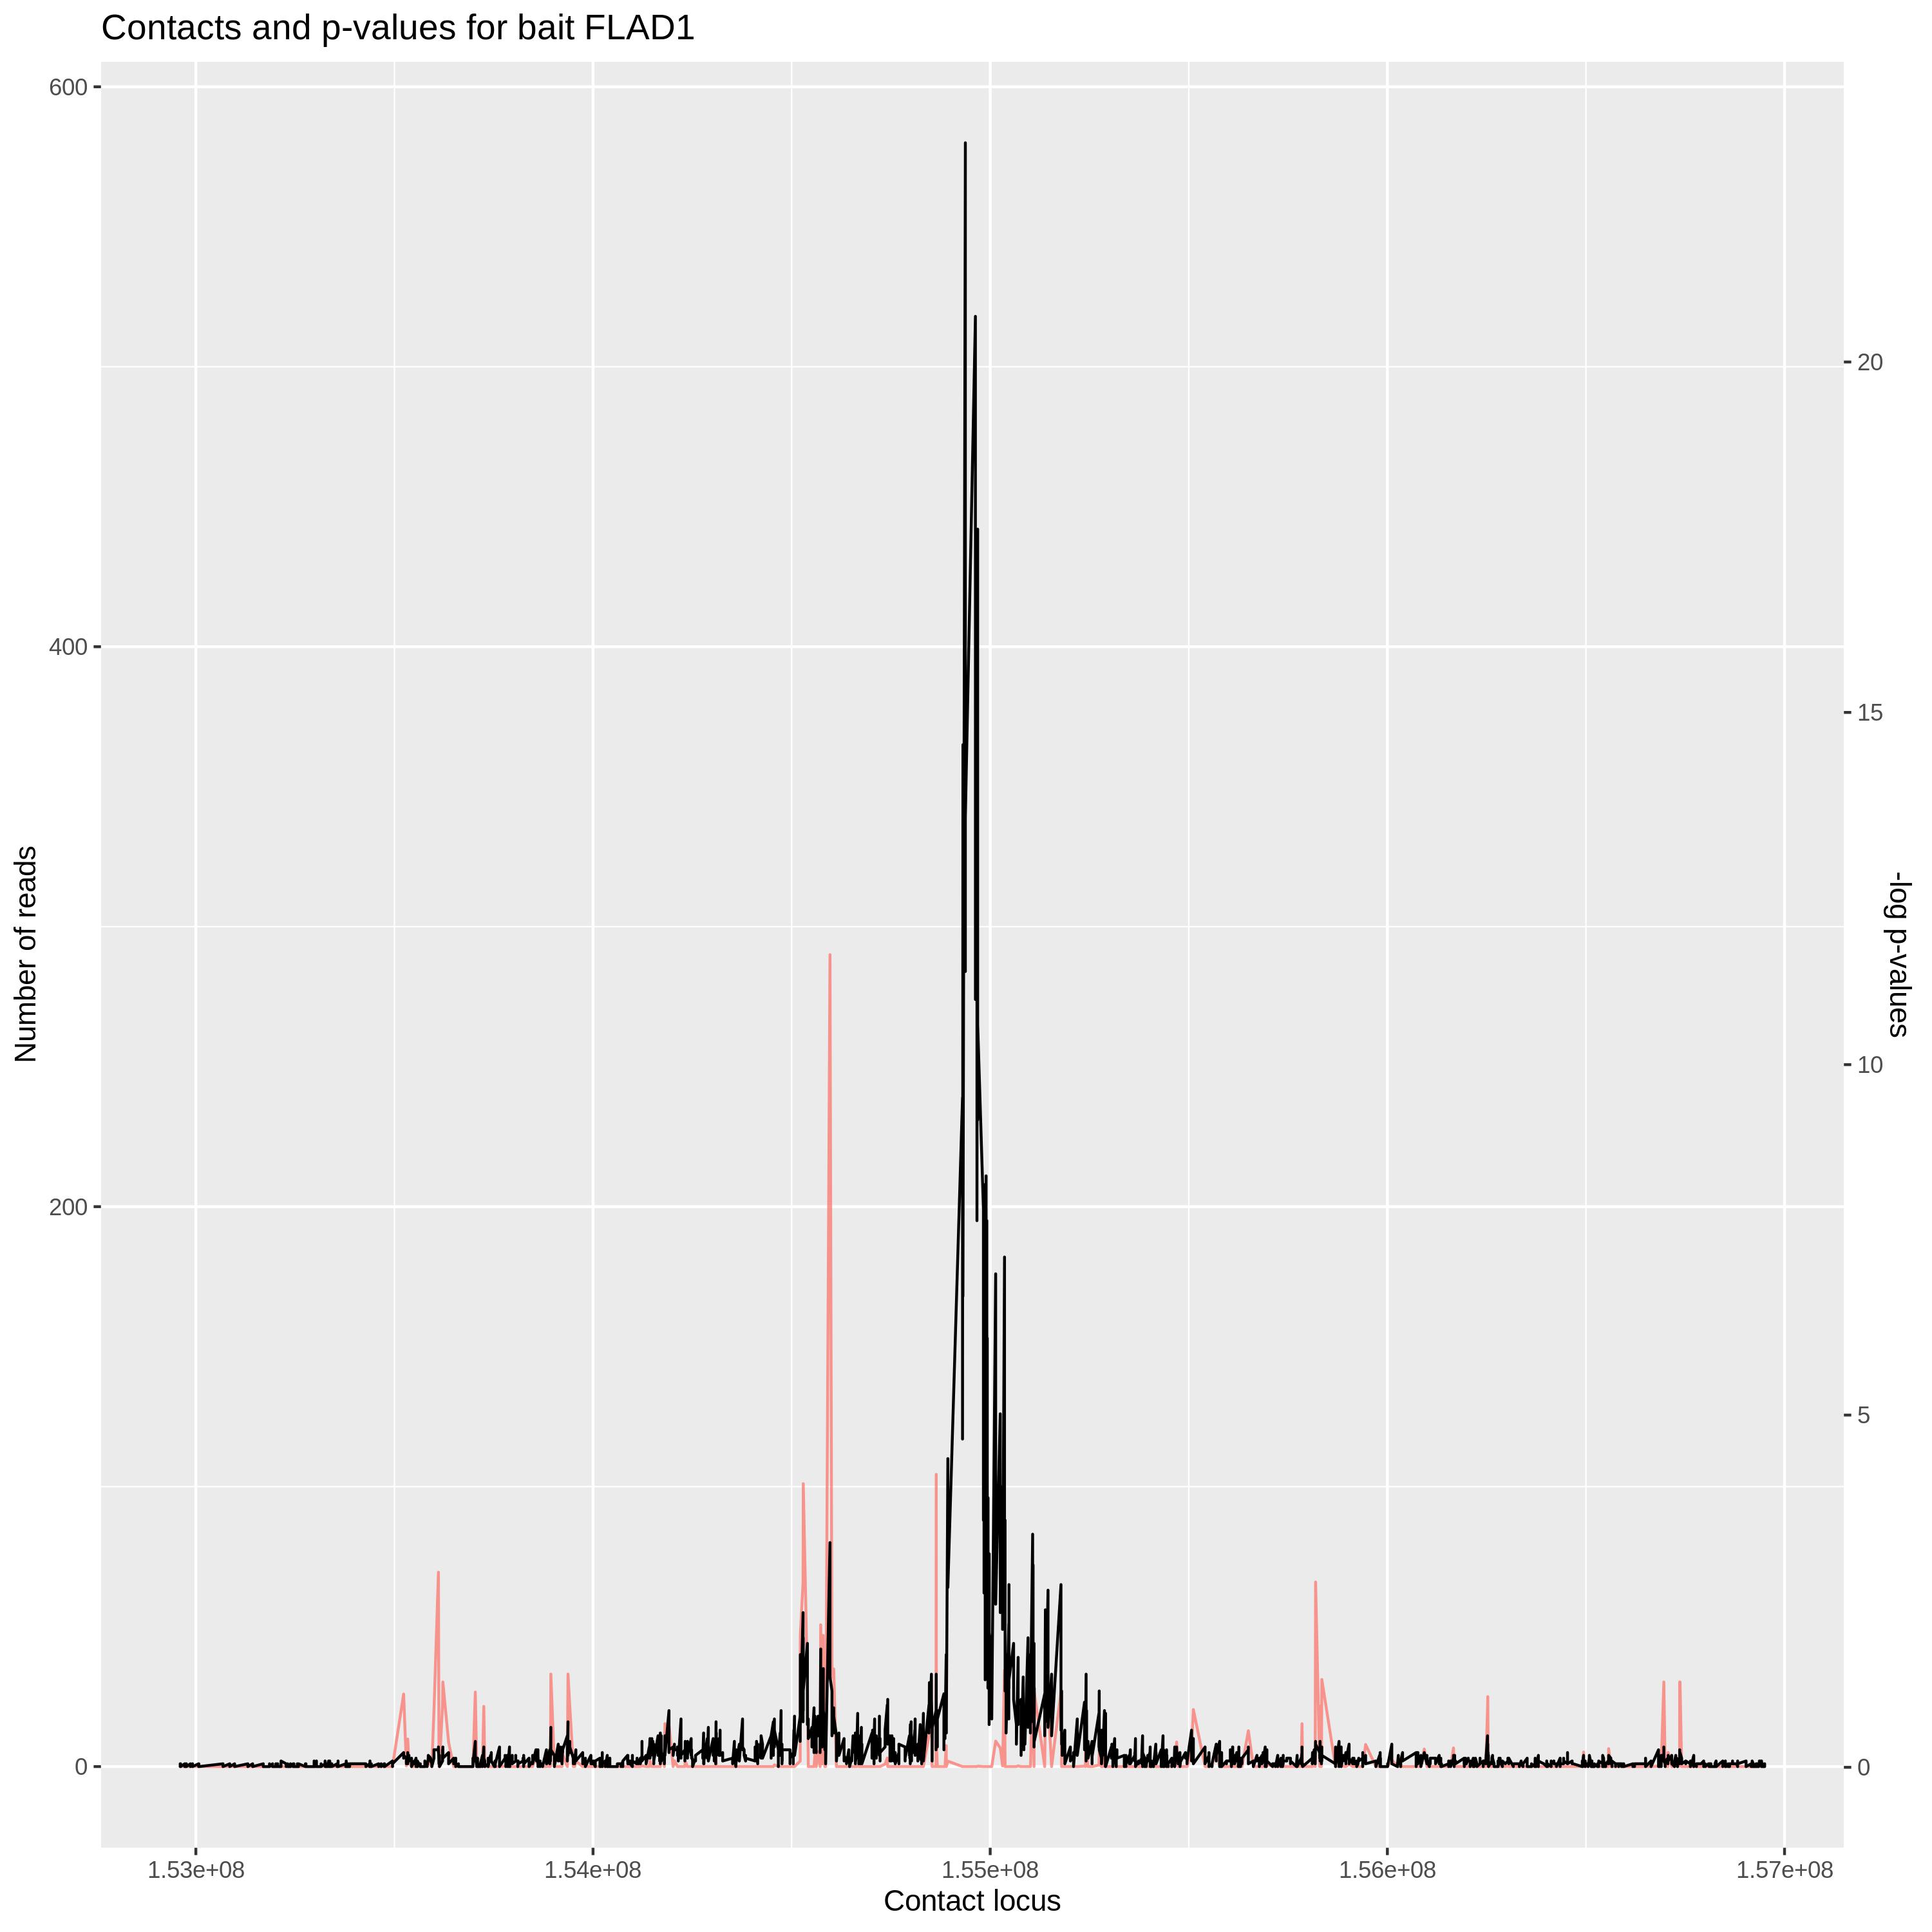 Contacts and p-values for bait FLAD1
600
400
200
0
Number of reads
20
15
10
5
0
-log p-values
1.53e+08 1.54e+08 1.55e+08 1.56e+08 1.57e+08
Contact locus